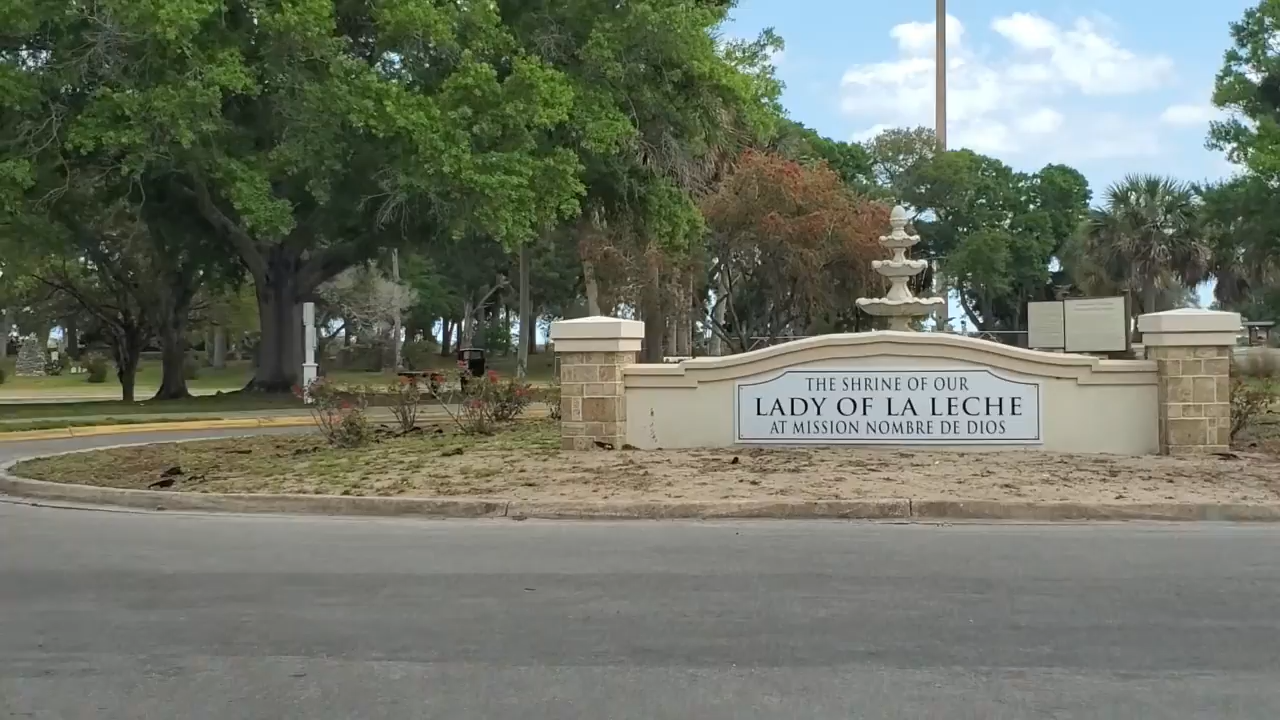 THE SHRINE OF OUR
LADY OF LA LECHE
AT MISSION NOMBRE DE DIOS